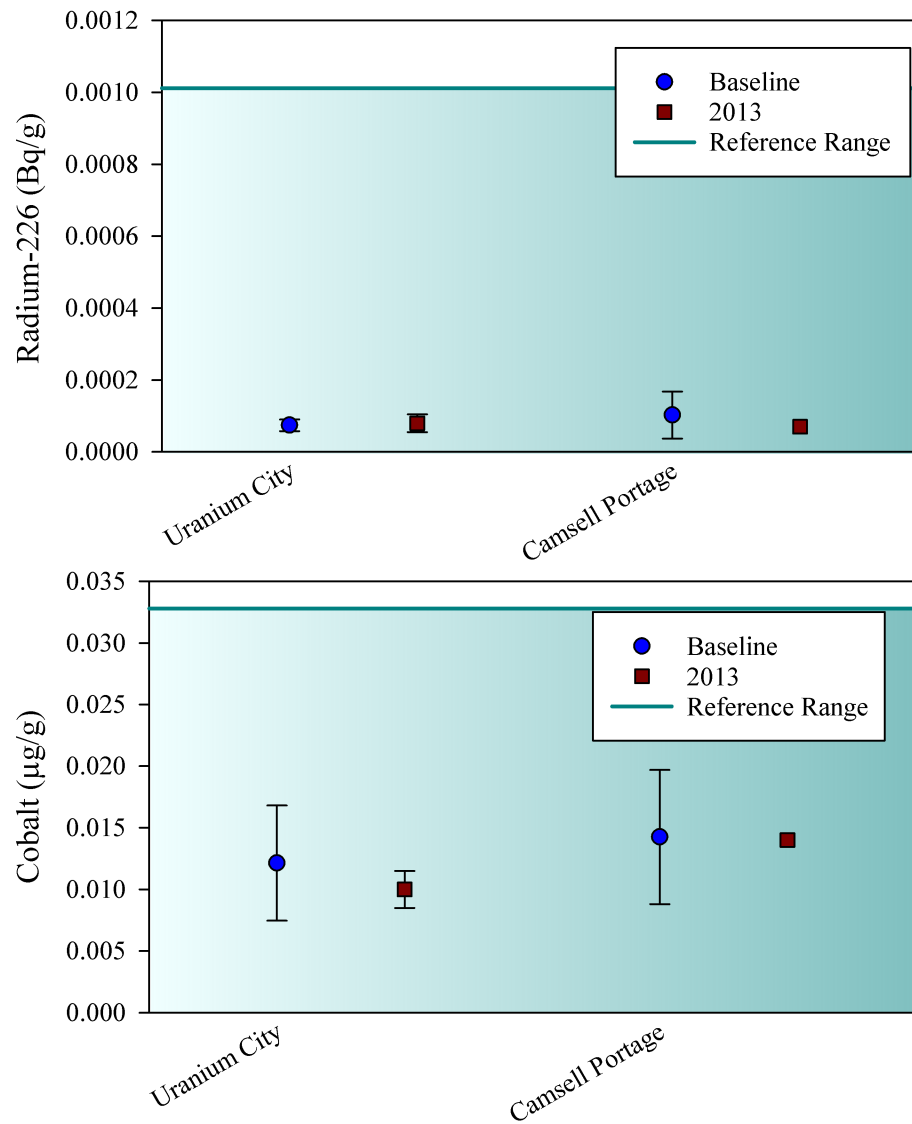 0.0012
0.0010
0.0008
0.0006
0.0004
0.0002
0.0000
Radium-226 (Bq/g)
Baseline
2013
Reference Range
Uranium City
Camsell Portage
0.035
0.030
0.025
0.020
0.015
0.010
0.005
0.000
Cobalt (µg/g)
Baseline
2013
Reference Range
Uranium City
Camsell Portage